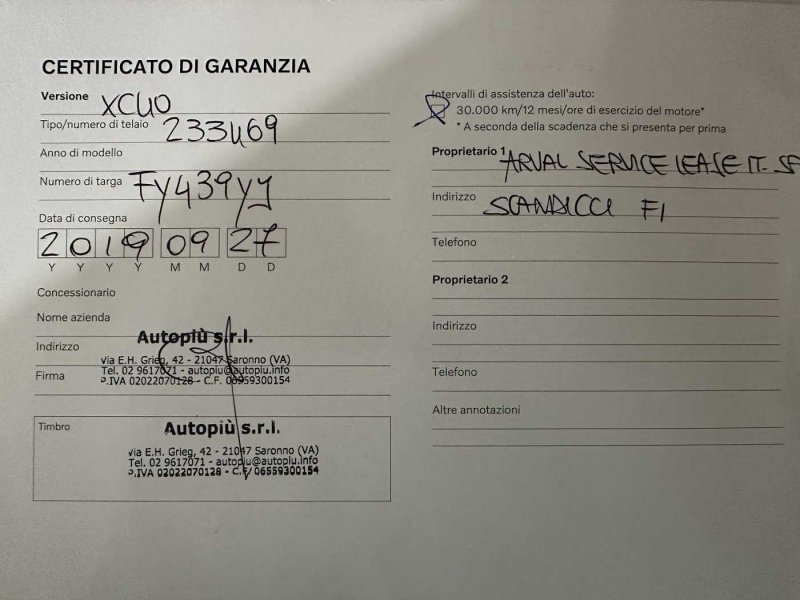 CERTIFICATO DI GARANZIA
Versione XC40
Tipo/numero di telaio 233469
Anno di modello
Numero di targa FY439YJ
Data di consegna
2019 09 27
Y Y Y Y M M D D
Concessionario
Nome azienda
Autopiù s.r.l.
Indirizzo
via E.H. Grieg, 42 - 21047 Saronno (VA)
Tel. 02 9617071 - autopiu@autopiu.info
Firma
P.IVA 02022070128 - C.F. 06559300154
Timbro
Autopiù s.r.l.
via E.H. Grieg, 42 - 21047 Saronno (VA)
Tel. 02 9617071 - autopiu@autopiu.info
P.IVA 02022070128 - C.F. 06559300154
Intervalli di assistenza dell'auto:
30.000 km/12 mesi/ore di esercizio del motore*
* A seconda della scadenza che si presenta per prima
Proprietario 1 ARVAL SERVICE LEASE IT. SP
Indirizzo SCANDICCI FI
Telefono
Proprietario 2
Indirizzo
Telefono
Altre annotazioni